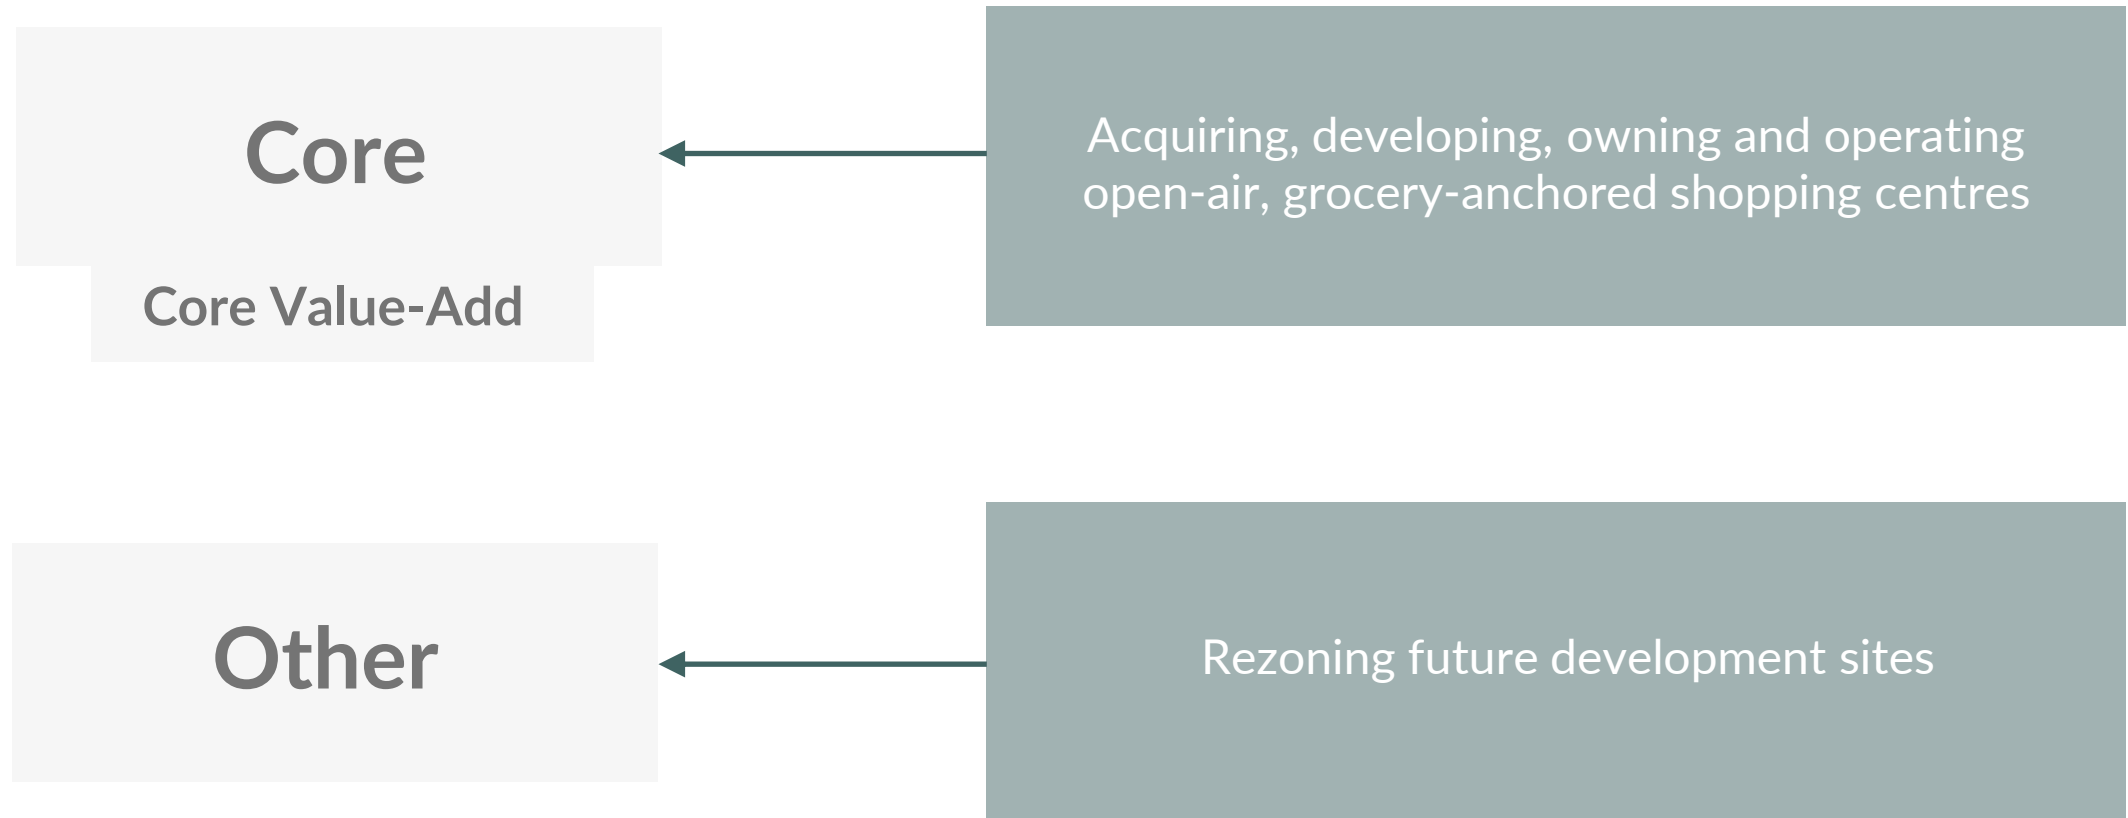 Core
Acquiring, developing, owning and operating
open-air, grocery-anchored shopping centres
Core Value-Add
Other
Rezoning future development sites